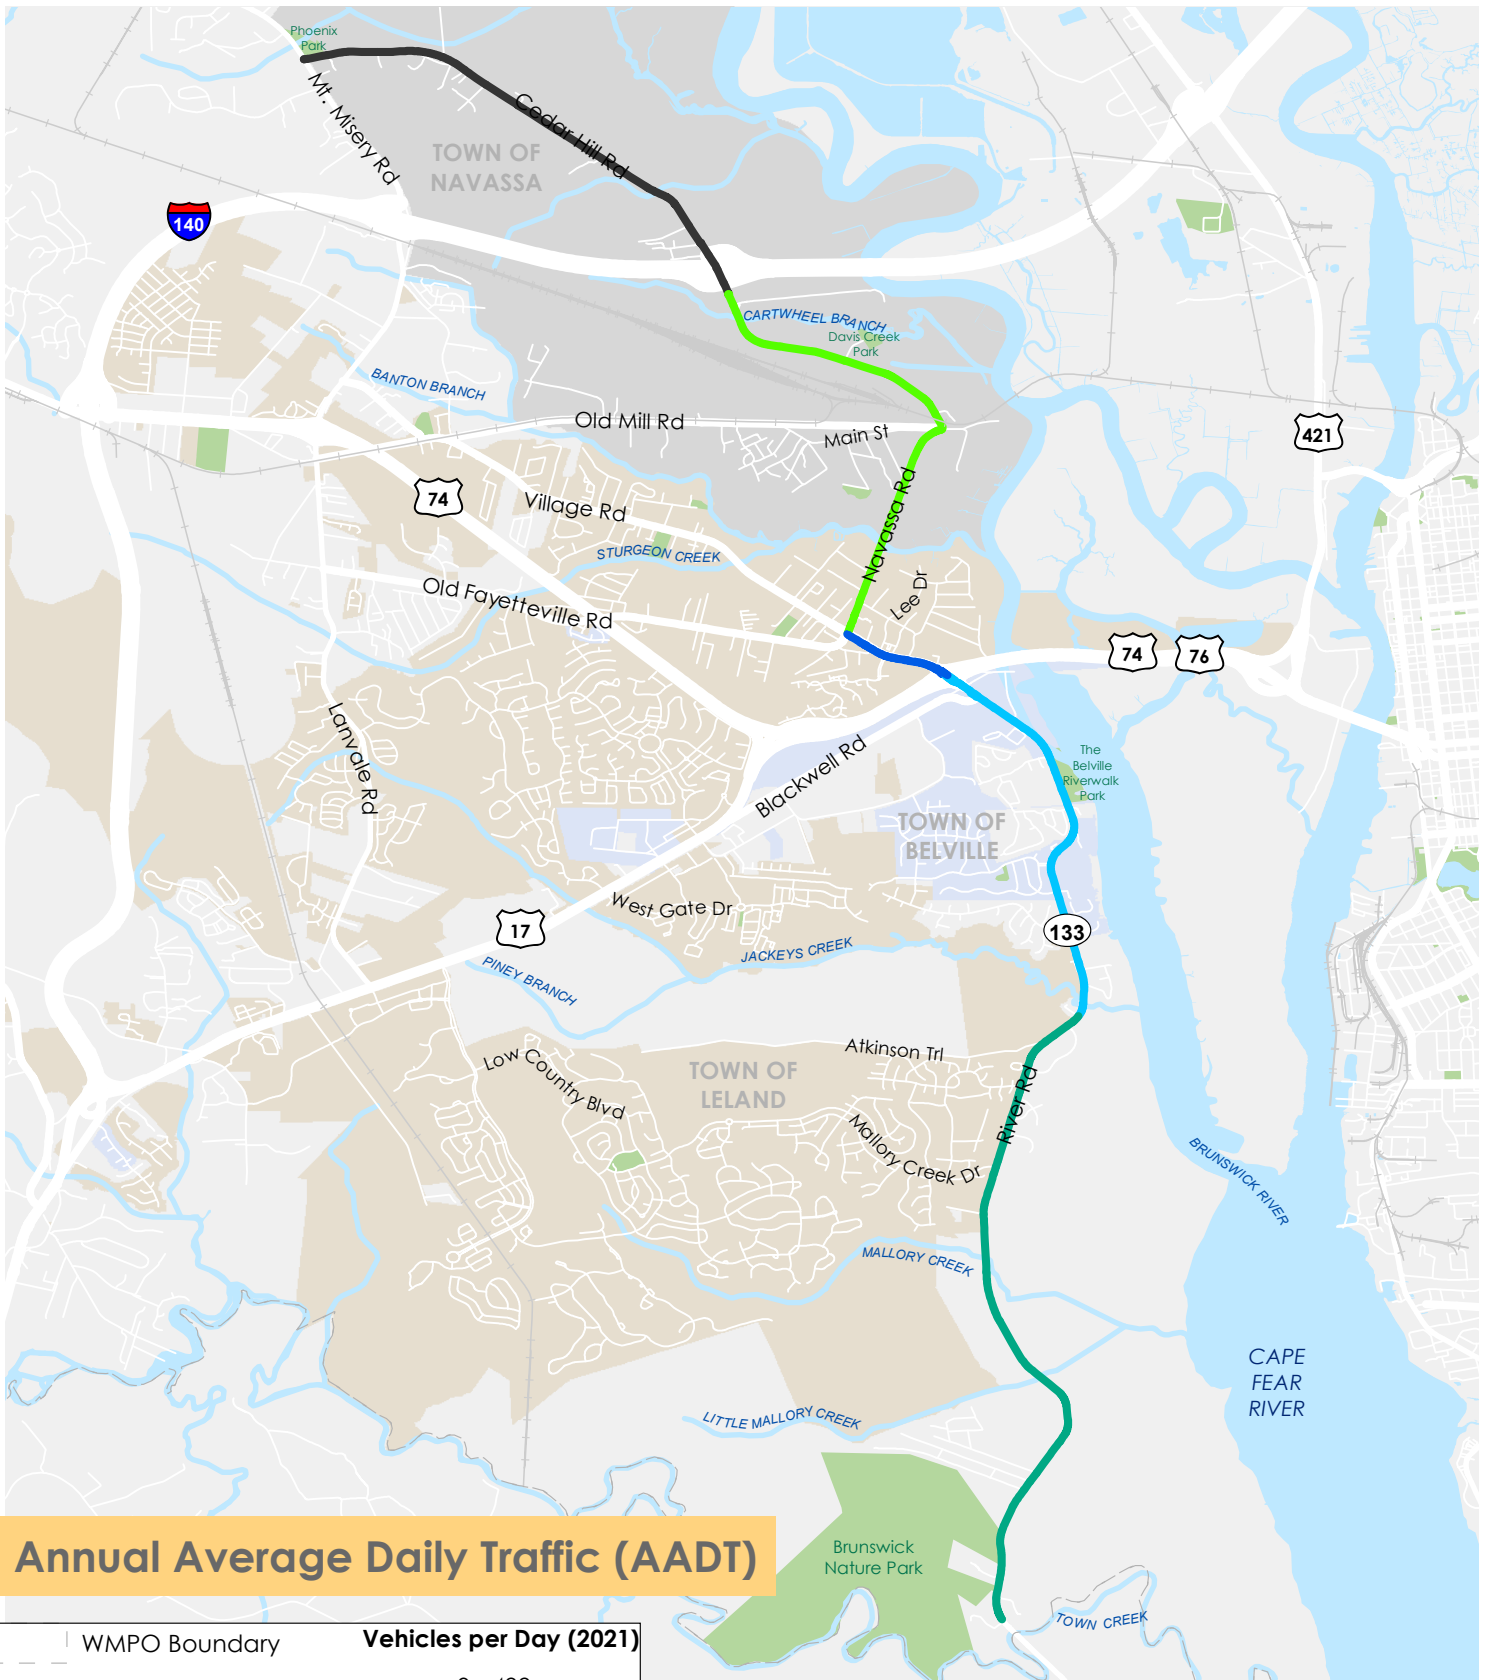 Phoenix
Park
Mt. Misery Rd
Cedar Hill Rd
TOWN OF
NAVASSA
140
CARTWHEEL BRANCH
Davis Creek
Park
BANTON BRANCH
Old Mill Rd
Main St
421
74
Village Rd
Navassa Rd
STURGEON CREEK
Old Fayetteville Rd
Lee Dr
74
76
Lanvale Rd
Blackwell Rd
The
Belville
Riverwalk
Park
TOWN OF
BELVILLE
West Gate Dr
17
133
JACKEYS CREEK
PINEY BRANCH
Low Country Blvd
Atkinson Trl
TOWN OF
LELAND
River Rd
Mallory Creek Dr
BRUNSWICK RIVER
MALLORY CREEK
CAPE
FEAR
RIVER
LITTLE MALLORY CREEK
Annual Average Daily Traffic (AADT)
Brunswick
Nature Park
TOWN CREEK
WMPO Boundary
Vehicles per Day (2021)